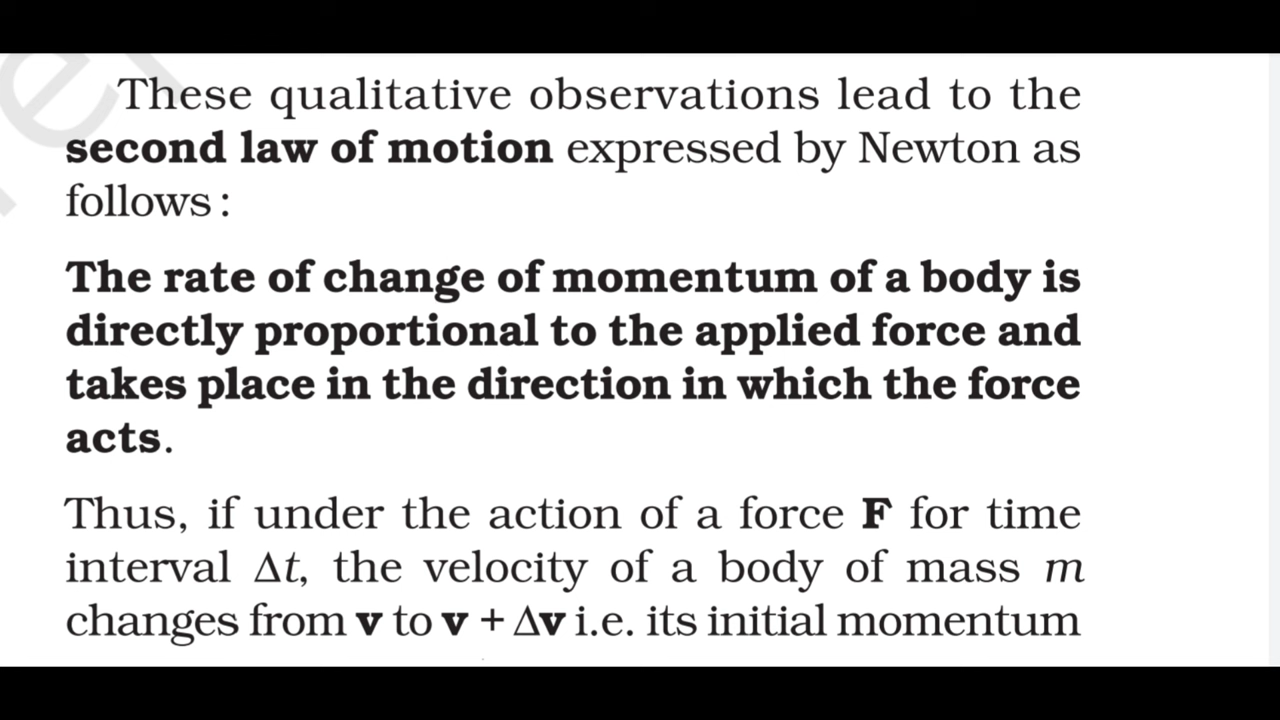 These qualitative observations lead to the
second law of motion expressed by Newton as
follows :
The rate of change of momentum of a body is
directly proportional to the applied force and
takes place in the direction in which the force
acts.
Thus, if under the action of a force F for time
interval Δt, the velocity of a body of mass m
changes from v to v + Δv i.e. its initial momentum